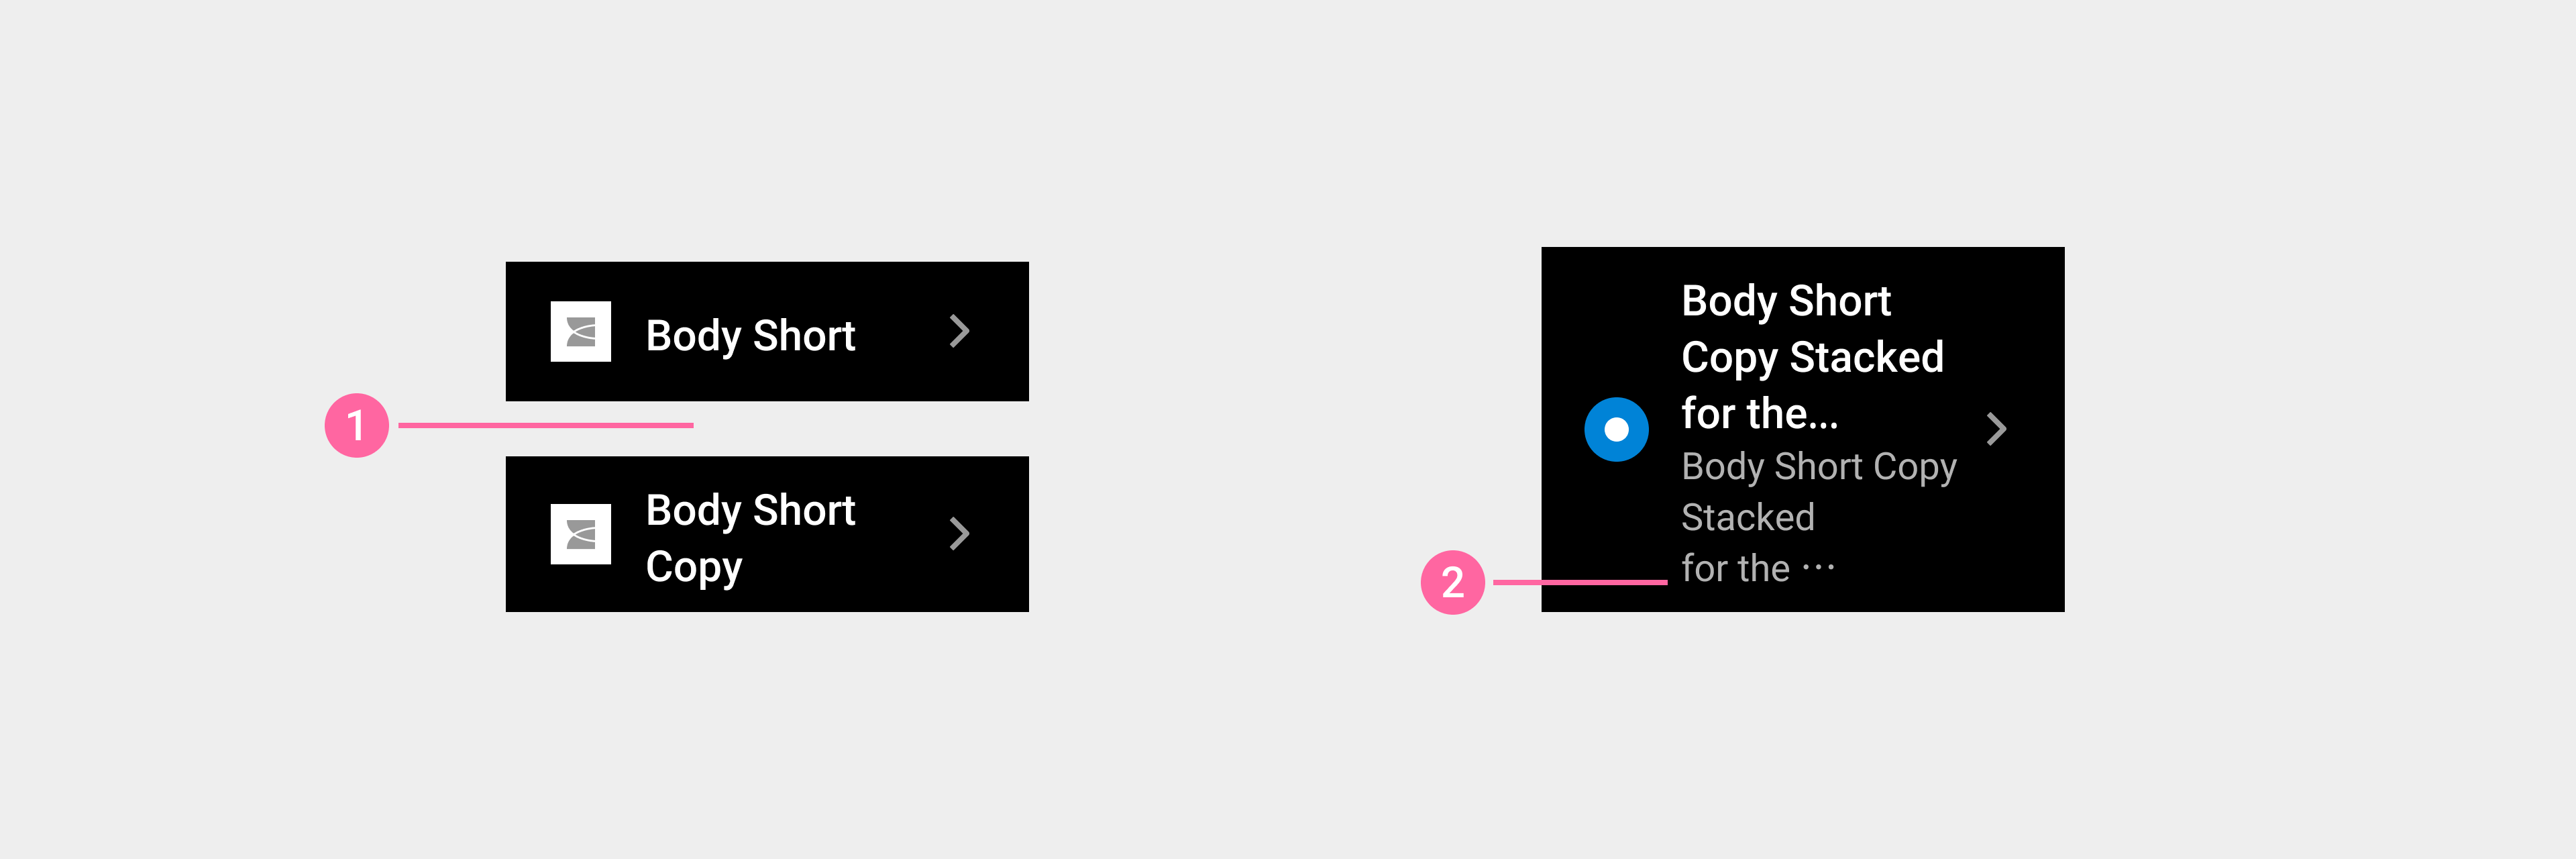 Body Short
1
Body Short
Copy
Body Short
Copy Stacked
for the...
Body Short Copy
Stacked
for the ···
2